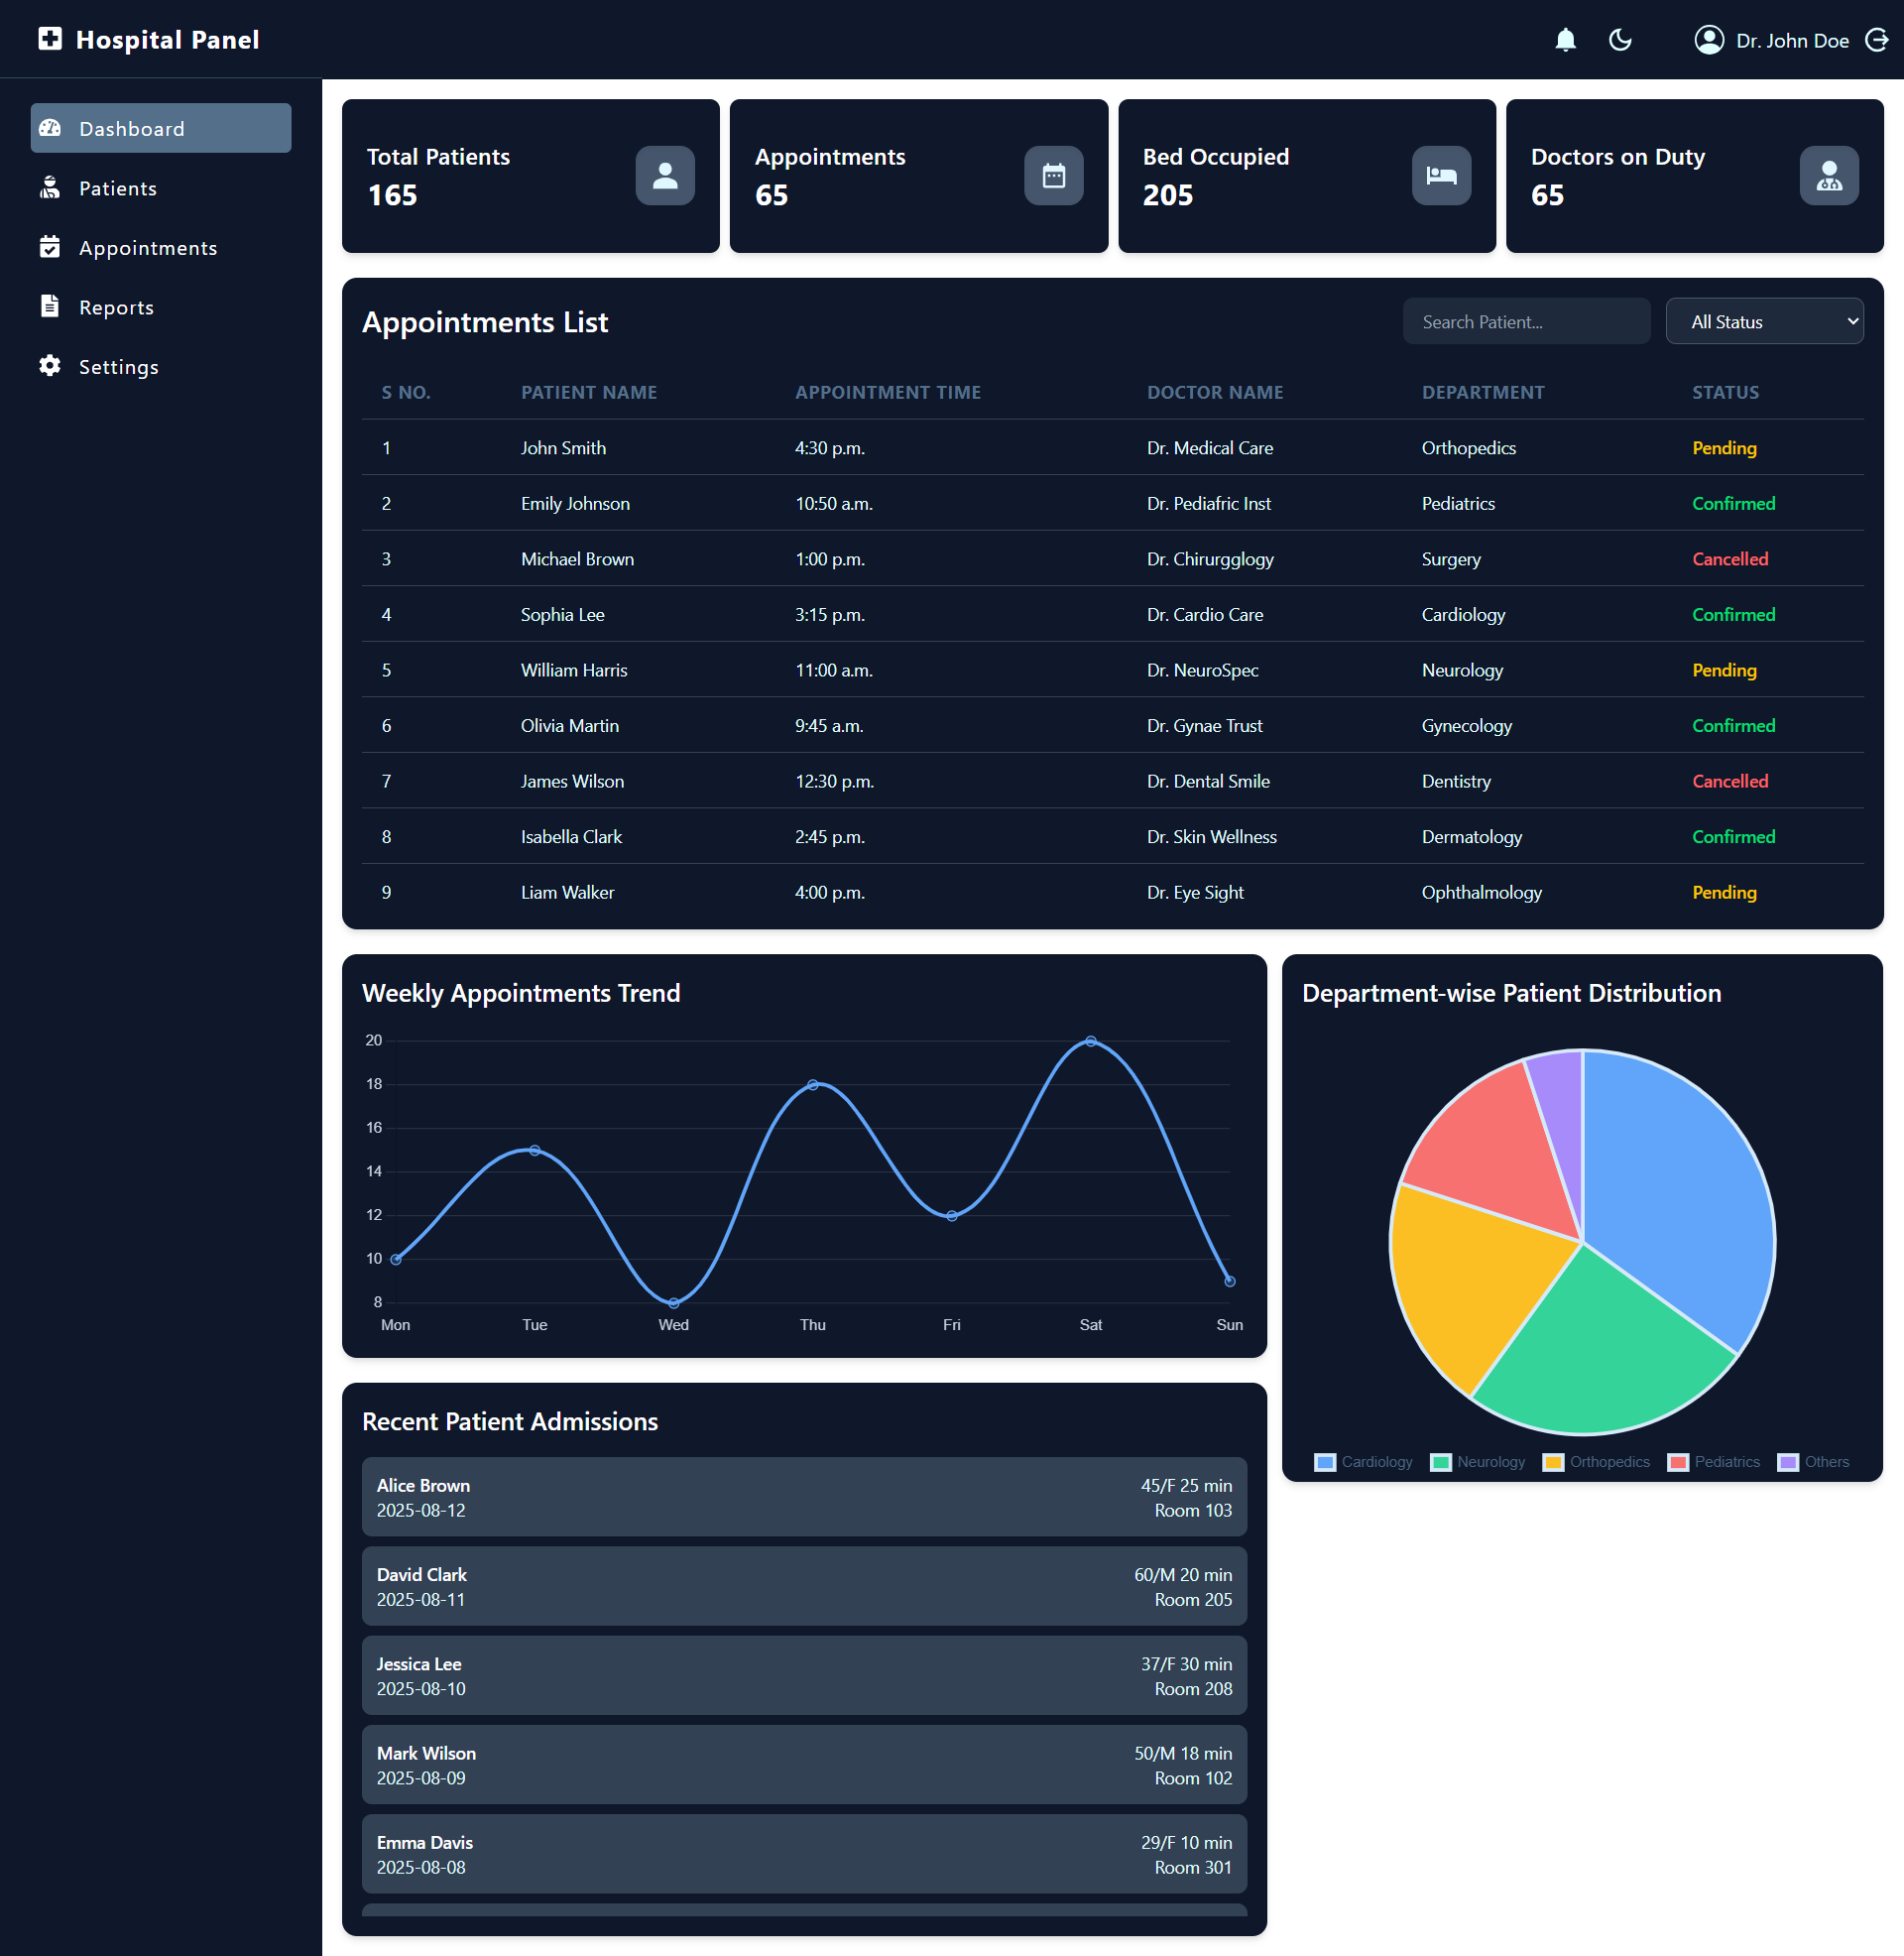 Hospital Panel
Dr. John Doe
Dashboard
Patients
Appointments
Reports
Settings
Total Patients
165
Appointments
65
Bed Occupied
205
Doctors on Duty
65
Appointments List
Search Patient...
All Status
S NO. PATIENT NAME APPOINTMENT TIME DOCTOR NAME DEPARTMENT STATUS
1 John Smith 4:30 p.m. Dr. Medical Care Orthopedics Pending
2 Emily Johnson 10:50 a.m. Dr. Pediafric Inst Pediatrics Confirmed
3 Michael Brown 1:00 p.m. Dr. Chirurgglogy Surgery Cancelled
4 Sophia Lee 3:15 p.m. Dr. Cardio Care Cardiology Confirmed
5 William Harris 11:00 a.m. Dr. NeuroSpec Neurology Pending
6 Olivia Martin 9:45 a.m. Dr. Gynae Trust Gynecology Confirmed
7 James Wilson 12:30 p.m. Dr. Dental Smile Dentistry Cancelled
8 Isabella Clark 2:45 p.m. Dr. Skin Wellness Dermatology Confirmed
9 Liam Walker 4:00 p.m. Dr. Eye Sight Ophthalmology Pending
Weekly Appointments Trend
20
18
16
14
12
10
8
Mon Tue Wed Thu Fri Sat Sun
Department-wise Patient Distribution
Cardiology Neurology Orthopedics Pediatrics Others
Recent Patient Admissions
Alice Brown 45/F 25 min
2025-08-12 Room 103
David Clark 60/M 20 min
2025-08-11 Room 205
Jessica Lee 37/F 30 min
2025-08-10 Room 208
Mark Wilson 50/M 18 min
2025-08-09 Room 102
Emma Davis 29/F 10 min
2025-08-08 Room 301